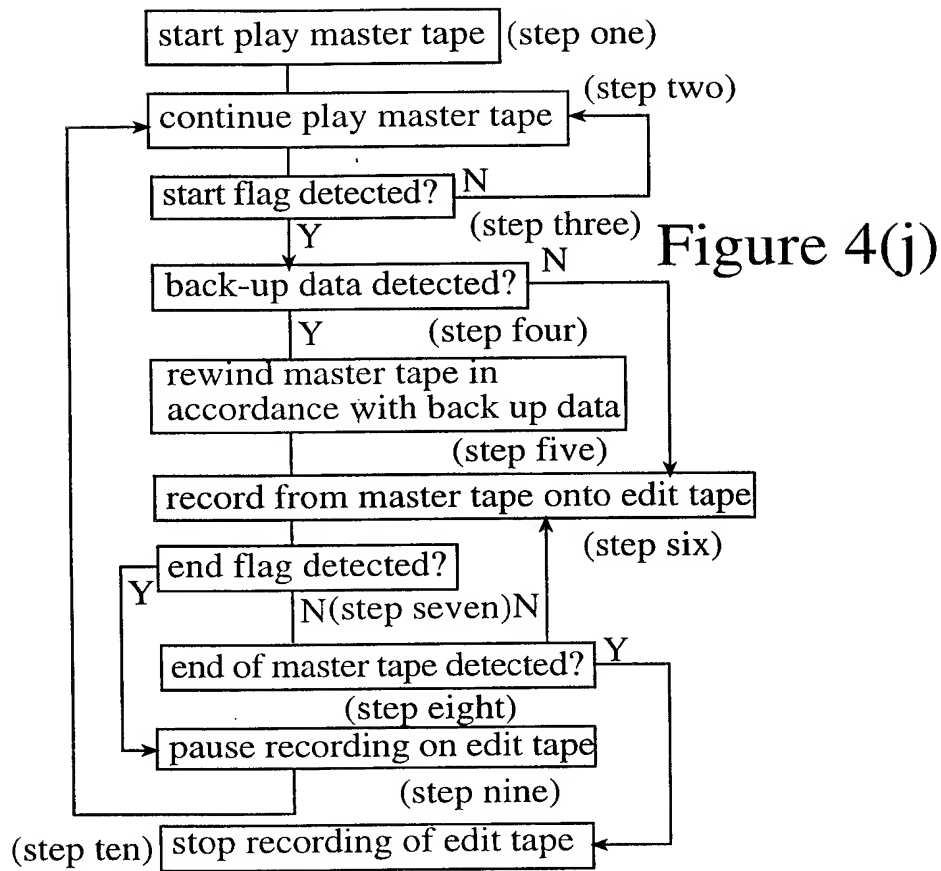 start play master tape (step one)
(step two)
continue play master tape
start flag detected? N
Y (step three)
Figure 4(j)
back-up data detected? N
Y (step four)
rewind master tape in
accordance with back up data
(step five)
record from master tape onto edit tape
(step six)
end flag detected?
Y N(step seven)N
end of master tape detected? Y
(step eight)
pause recording on edit tape
(step nine)
(step ten) stop recording of edit tape